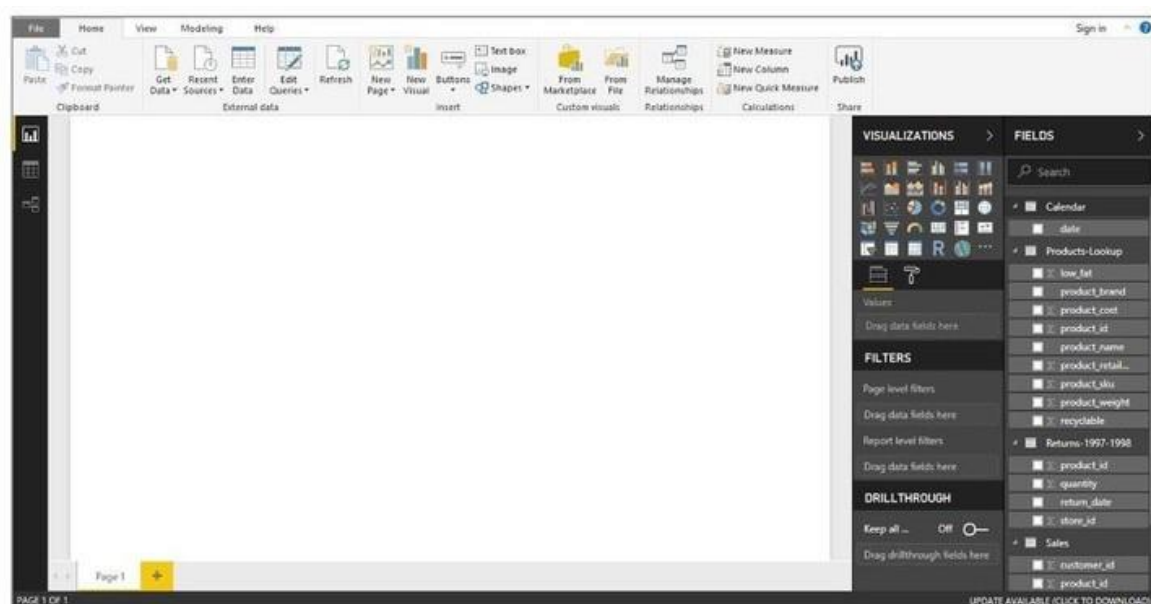 File Home View Modeling Help Sign in
Cut
Copy
Format Painter
Paste
Clipboard
Get Data
Recent Sources
Enter Data
Edit Queries
Refresh
External data
New Page
New Visual
Buttons
Text box
Image
Shapes
Insert
From Marketplace
From File
Custom visuals
Manage Relationships
Relationships
New Measure
New Column
New Quick Measure
Calculations
Publish
Share
VISUALIZATIONS
R
Values
Drag data fields here
FILTERS
Page level filters
Drag data fields here
Report level filters
Drag data fields here
DRILLTHROUGH
Keep all ... Off
Drag drillthrough fields here
FIELDS
Search
Calendar
date
Products-Lookup
Σ low_fat
product_brand
Σ product_cost
Σ product_id
product_name
Σ product_retail...
Σ product_sku
Σ product_weight
Σ recyclable
Returns-1997-1998
Σ product_id
Σ quantity
return_date
Σ store_id
Sales
Σ customer_id
Σ product_id
Page 1
PAGE 1 OF 1
UPDATE AVAILABLE (CLICK TO DOWNLOAD)